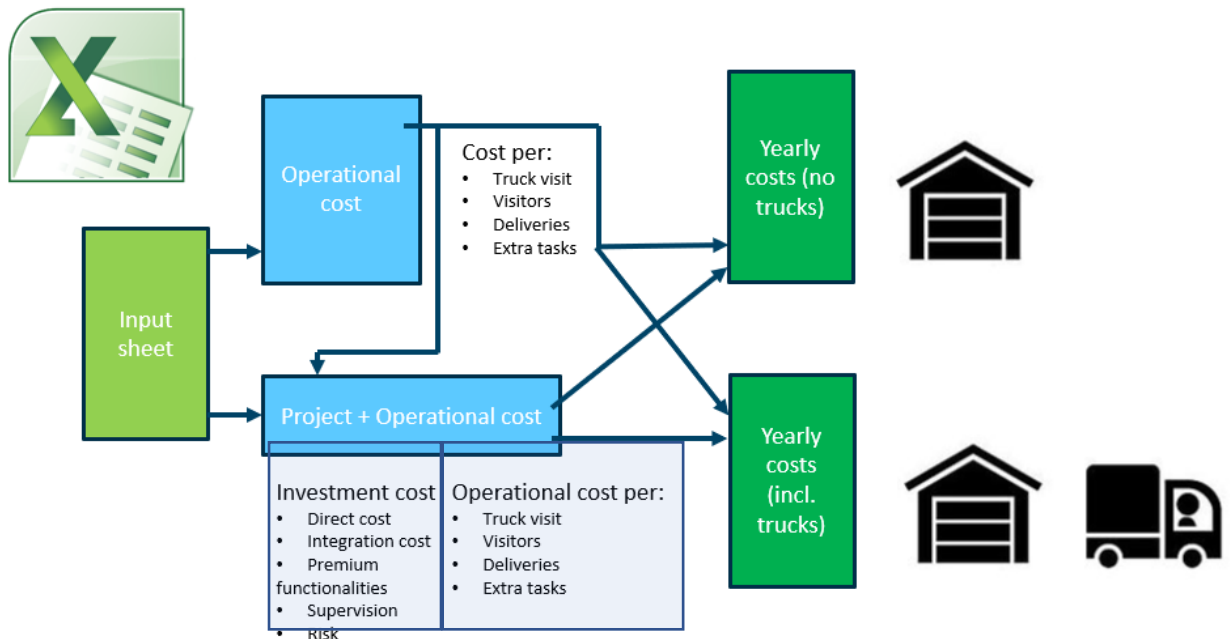 X
Operational
cost
Cost per:
• Truck visit
• Visitors
• Deliveries
• Extra tasks
Yearly
costs (no
trucks)
Input
sheet
Project + Operational cost
Investment cost
• Direct cost
• Integration cost
• Premium
functionalities
• Supervision
• Risk
Operational cost per:
• Truck visit
• Visitors
• Deliveries
• Extra tasks
Yearly
costs
(incl.
trucks)